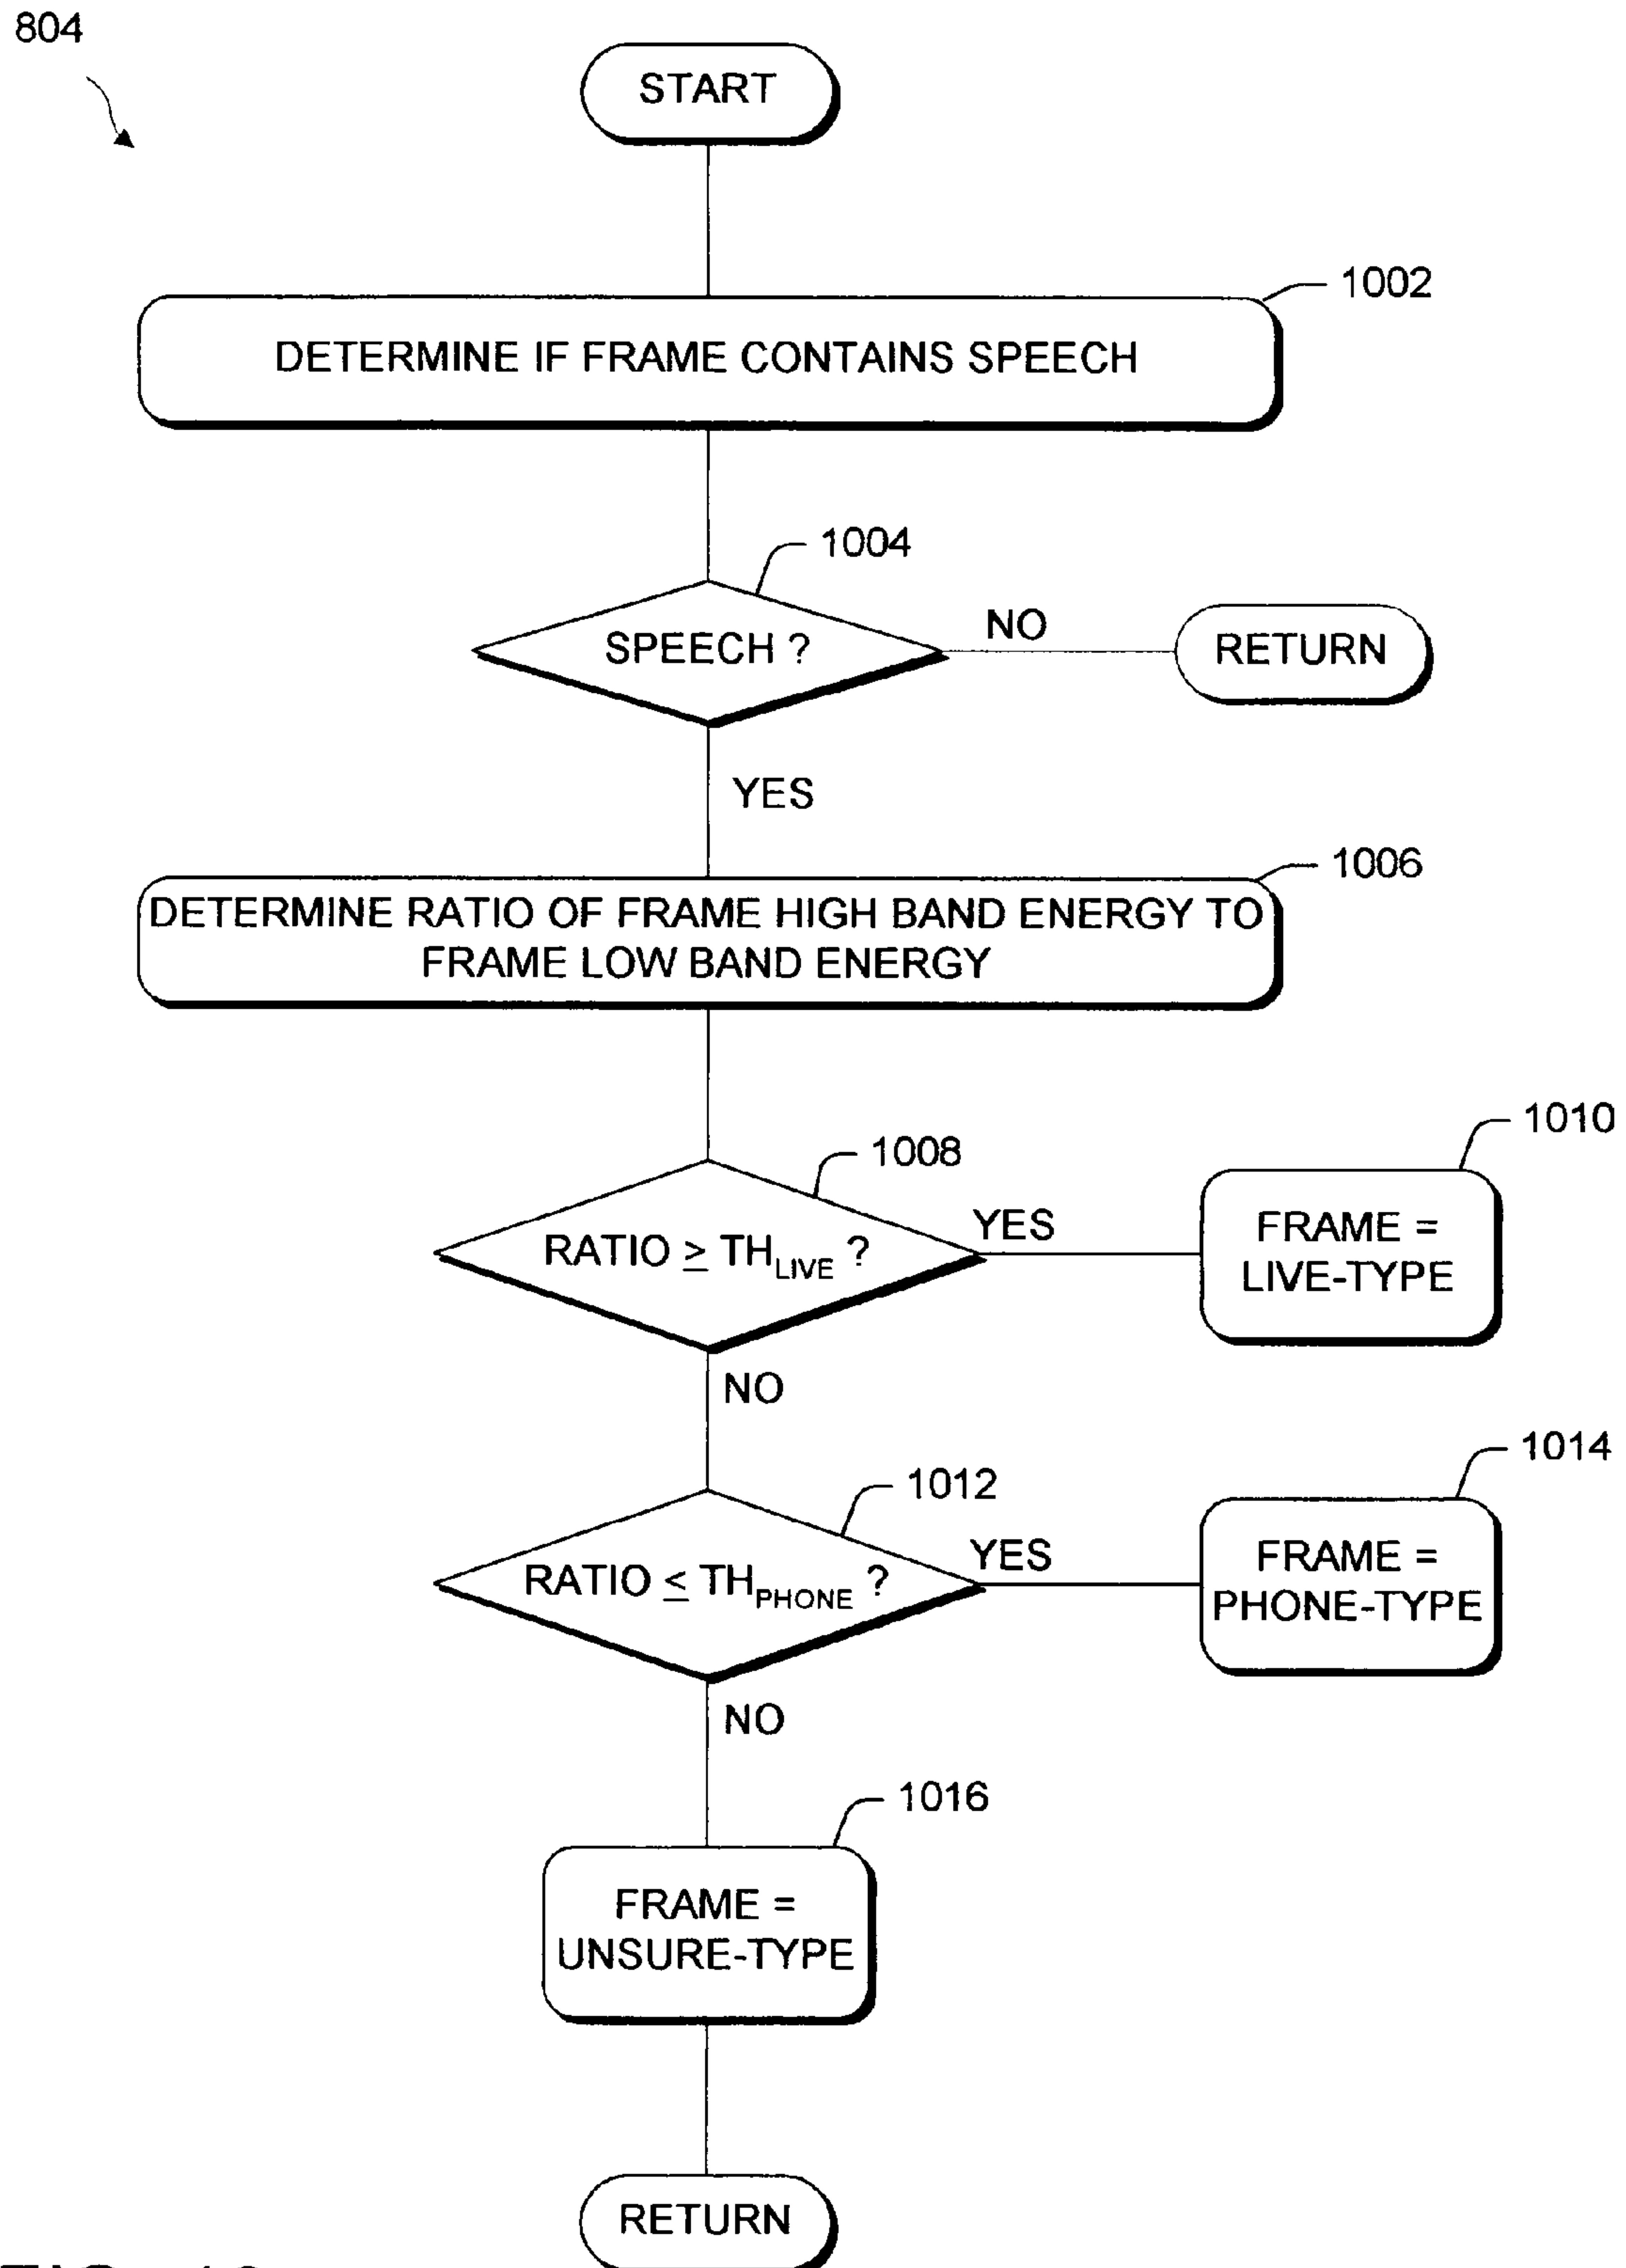 804
START
1002
DETERMINE IF FRAME CONTAINS SPEECH
1004
SPEECH ?
NO
RETURN
YES
1006
DETERMINE RATIO OF FRAME HIGH BAND ENERGY TO
FRAME LOW BAND ENERGY
1008
RATIO ≥ TH_LIVE ?
YES
1010
FRAME =
LIVE-TYPE
NO
1012
RATIO ≤ TH_PHONE ?
YES
1014
FRAME =
PHONE-TYPE
NO
1016
FRAME =
UNSURE-TYPE
RETURN